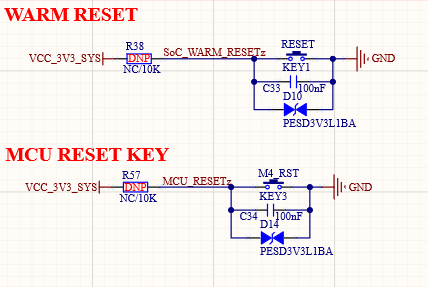 WARM RESET
R38
SoC_WARM_RESETz
RESET
VCC_3V3_SYS
DNP
GND
NC/10K
KEY1
C33
100nF
D10
PESD3V3L1BA
MCU RESET KEY
R57
MCU_RESETz
M4_RST
VCC_3V3_SYS
DNP
GND
NC/10K
KEY3
C34
100nF
D14
PESD3V3L1BA